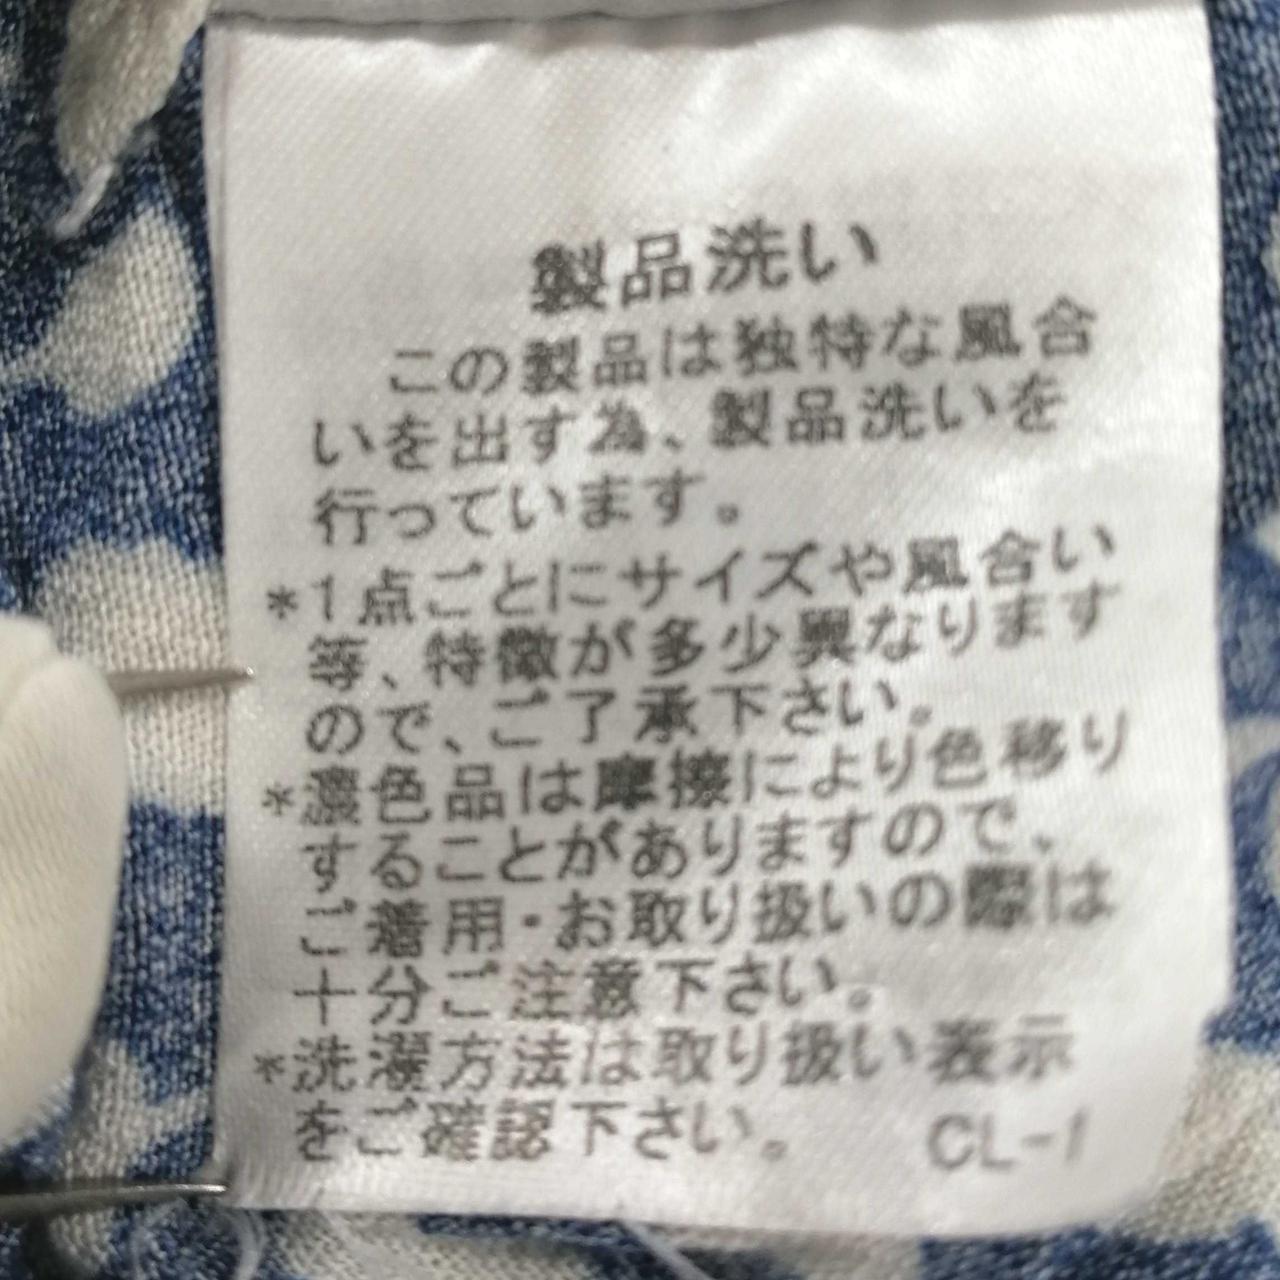 製品洗い
この製品は独特な風合
いを出す為、製品洗いを
行っています。
*1点ごとにサイズや風合い
等、特徴が多少異なります
ので、ご了承下さい。
*濃色品は摩擦により色移り
することがありますので、
ご着用・お取り扱いの際は
十分ご注意下さい。
*洗濯方法は取り扱い表示
をご確認下さい。 CL-1